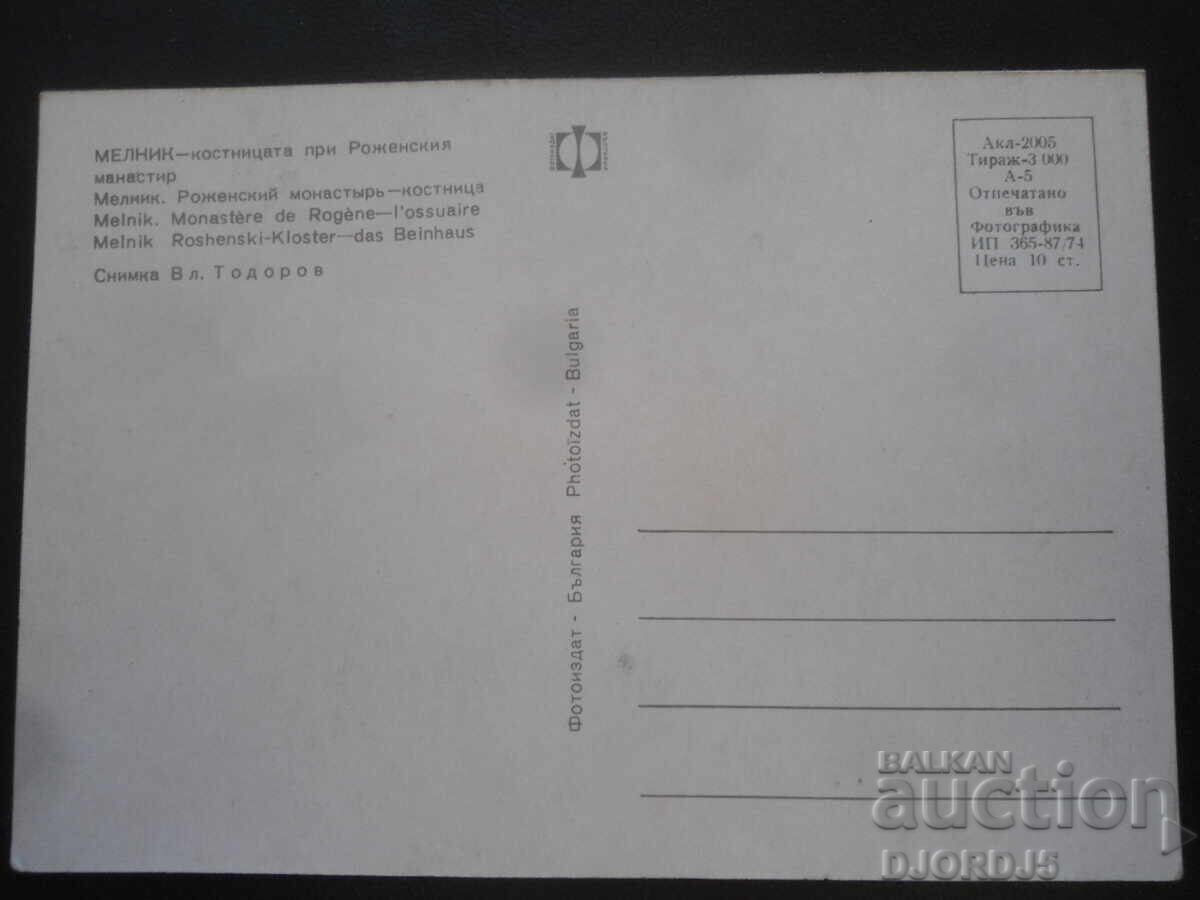 МЕЛНИК—костницата при Роженския
манастир
Мелник. Роженский монастырь—костница
Melnik. Monastère de Rogène—l'ossuaire
Melnik Roshenski-Kloster—das Beinhaus
Снимка Вл. Тодоров
Фотоиздат - България Photoïzdat - Bulgaria
Акл-2005
Тираж-3 000
А-5
Отпечатано
във
Фотографика
ИП 365-87/74
Цена 10 ст.
BALKAN
auction
DJORDJ5